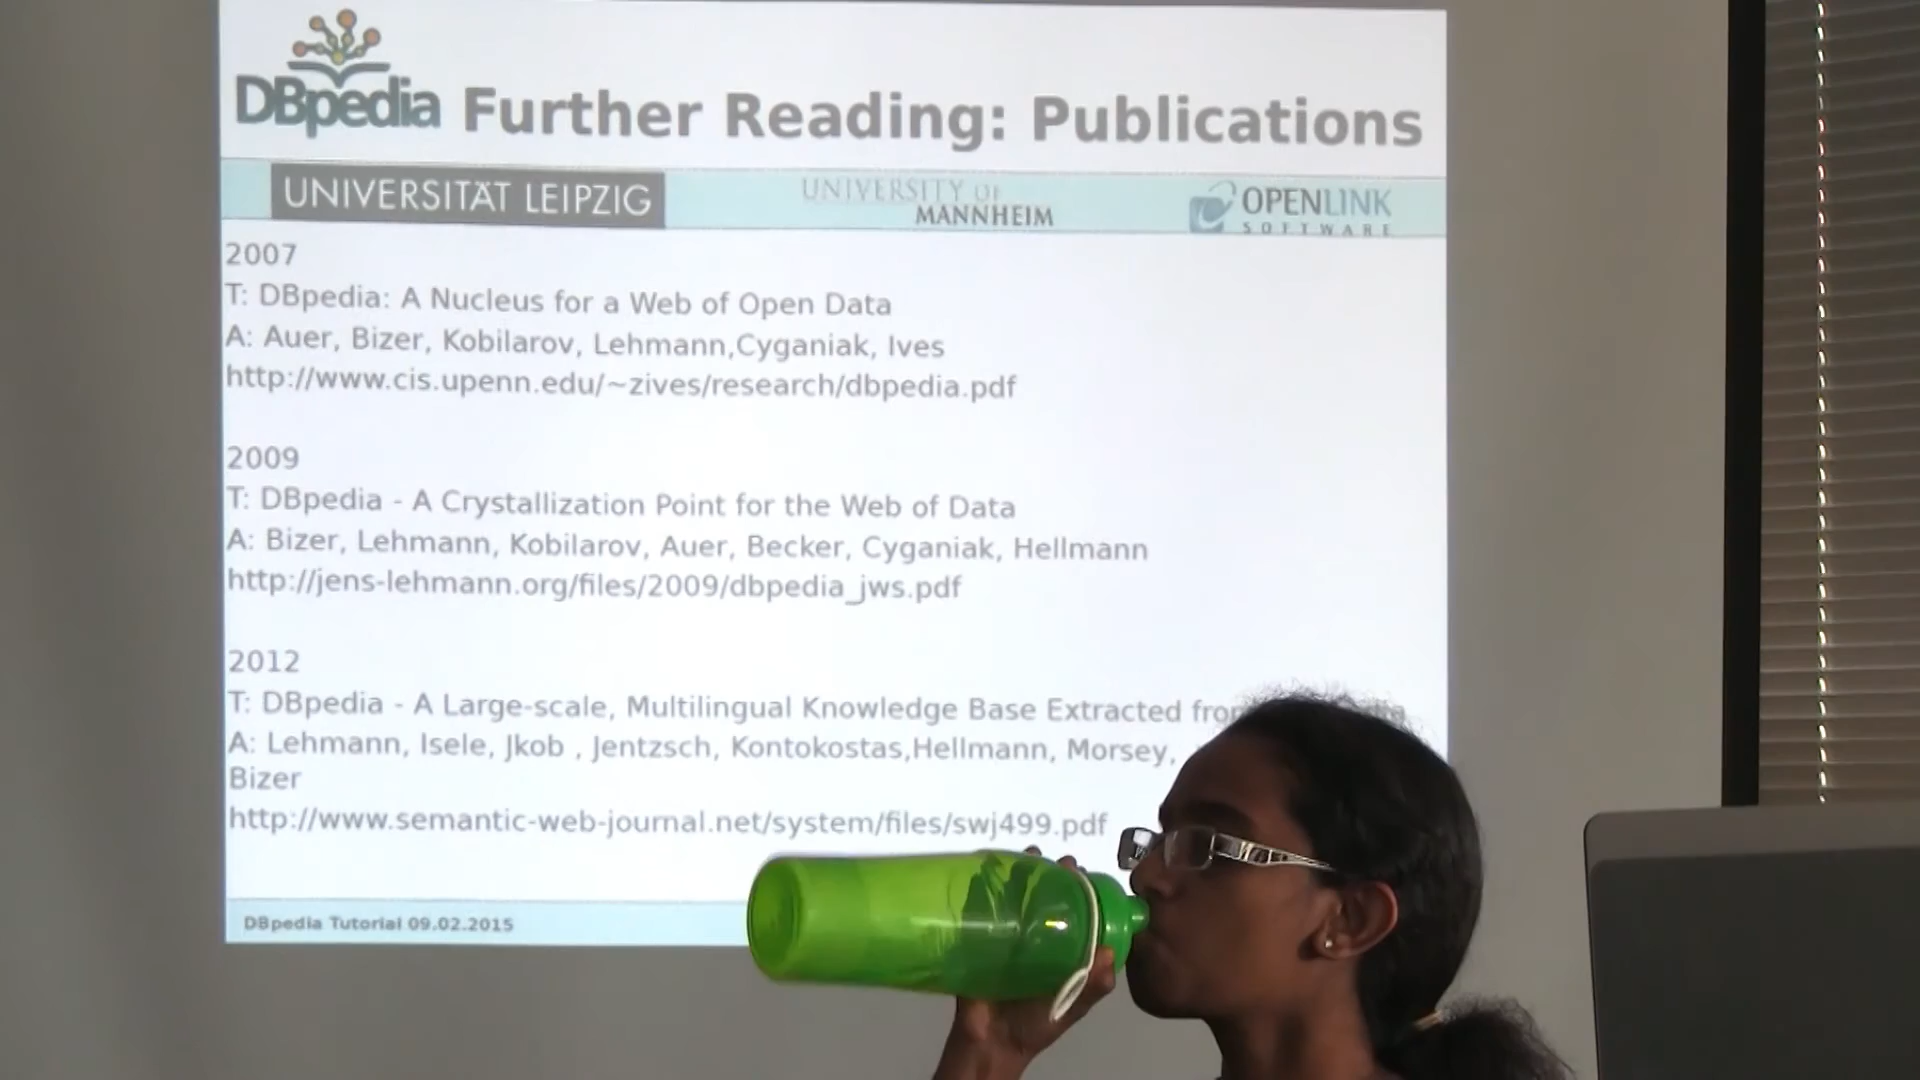 DBpedia Further Reading: Publications
UNIVERSITÄT LEIPZIG
UNIVERSITY OF
MANNHEIM
OPENLINK
SOFTWARE
2007
T: DBpedia: A Nucleus for a Web of Open Data
A: Auer, Bizer, Kobilarov, Lehmann,Cyganiak, Ives
http://www.cis.upenn.edu/~zives/research/dbpedia.pdf
2009
T: DBpedia - A Crystallization Point for the Web of Data
A: Bizer, Lehmann, Kobilarov, Auer, Becker, Cyganiak, Hellmann
http://jens-lehmann.org/files/2009/dbpedia_jws.pdf
2012
T: DBpedia - A Large-scale, Multilingual Knowledge Base Extracted
A: Lehmann, Isele, Jkob , Jentzsch, Kontokostas,Hellmann, Morsey,
Bizer
http://www.semantic-web-journal.net/system/files/swj499.pdf
DBpedia Tutorial 09.02.2015